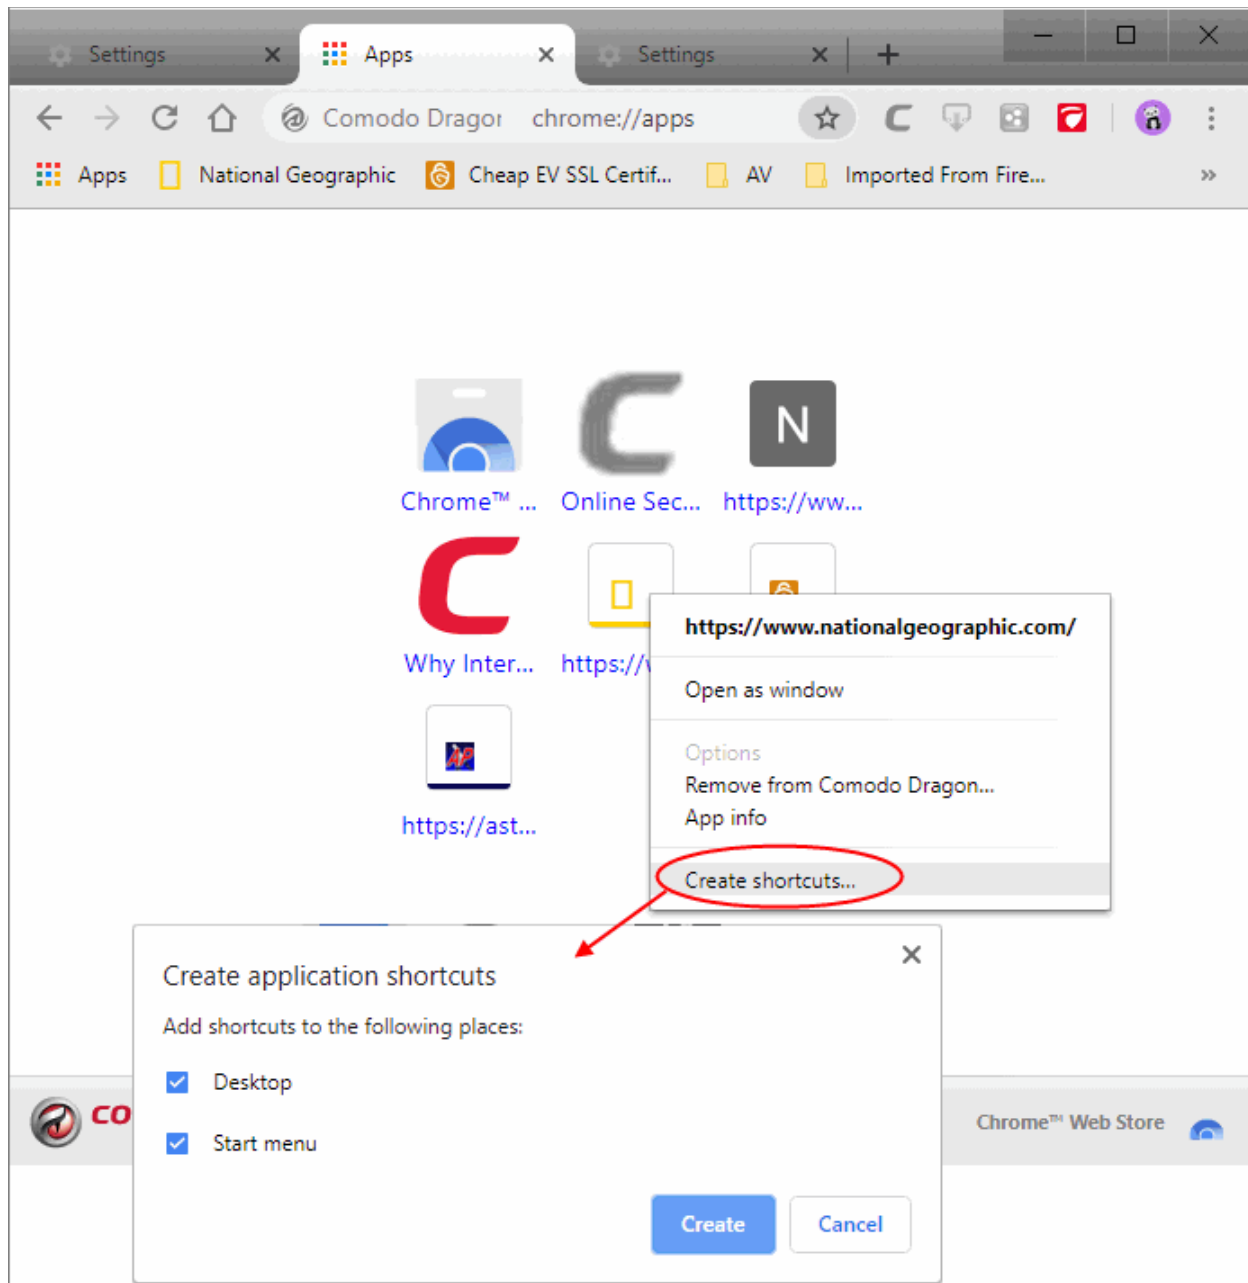 Settings
Apps
Settings
Comodo Dragor chrome://apps
Apps
National Geographic
Cheap EV SSL Certif...
AV
Imported From Fire...
N
Chrome™ ...
Online Sec...
https://ww...
Why Inter...
https://
https://www.nationalgeographic.com/
Open as window
Options
Remove from Comodo Dragon...
App info
Create shortcuts...
AP
https://ast...
Create application shortcuts
Add shortcuts to the following places:
Desktop
Start menu
Create
Cancel
CO
Chrome™ Web Store